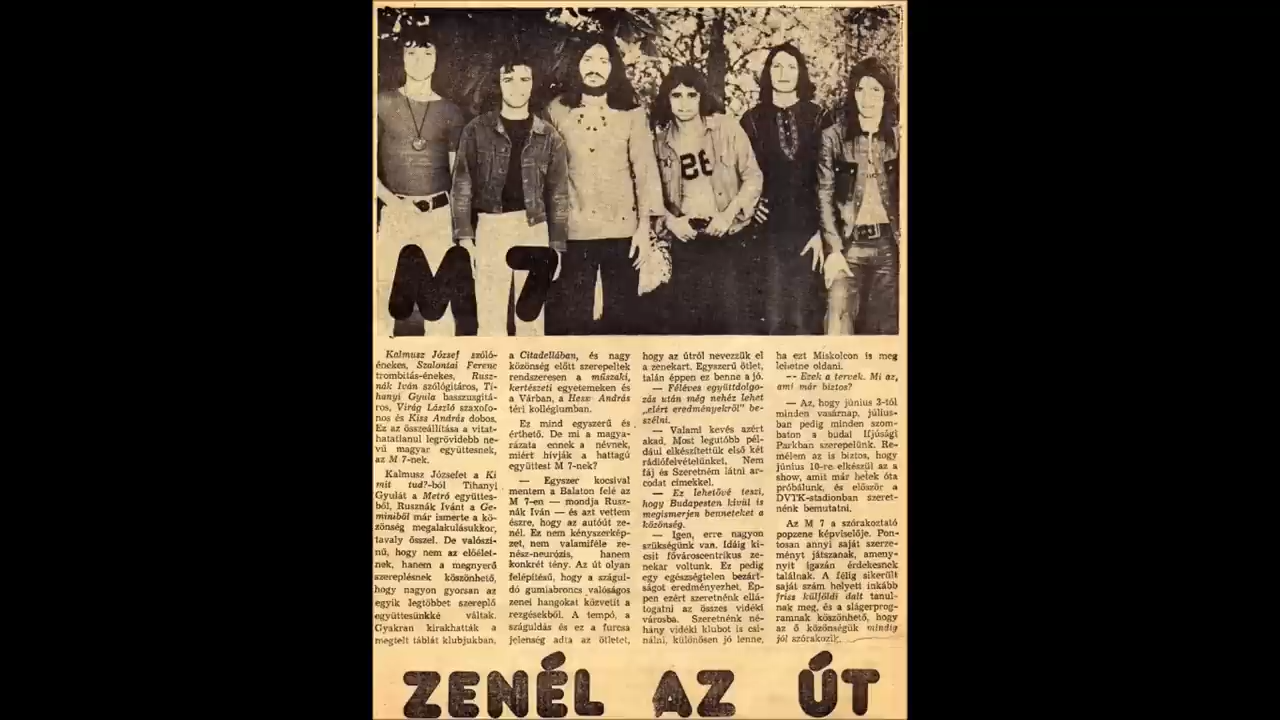 26
M 7
Kalmusz József szóló-
énekes, Szalontai Ferenc
trombitás-énekes, Rusz-
nák Iván szólógitáros, Ti-
hanyi Gyula basszusgitá-
ros, Virág László szaxofo-
nos és Kiss András dobos.
Ez az összeállítása a vitat-
hatatlanul legrövidebb ne-
vű magyar együttesnek,
az M 7-nek.
Kalmusz Józsefet a Ki
mit tud?-ból Tihanyi
Gyulát a Metró együttes-
ből, Rusznák Ivánt a Ge-
miniből már ismerte a kö-
zönség megalakulásukkor,
tavaly ősszel. De valószí-
nű, hogy nem az előélet-
nek, hanem a megnyerő
szereplésnek köszönhető,
hogy nagyon gyorsan az
egyik legtöbbet szereplő
együttesünkké váltak.
Gyakran kirakhatták a
megtelt táblát klubjukban,
a Citadellában, és nagy
közönség előtt szerepeltek
rendszeresen a műszaki,
kertészeti egyetemeken és
a Várban, a Hess András
téri kollégiumban.
Ez mind egyszerű és
érthető. De mi a magya-
rázata ennek a névnek,
miért hívják a hattagú
együttest M 7-nek?
— Egyszer kocsival
mentem a Balaton felé az
M 7-en — mondja Rusz-
nák Iván — és azt vettem
észre, hogy az autóút ze-
nél. Ez nem kényszerkép-
zet, nem valamiféle ze-
nész-neurózis, hanem
konkrét tény. Az út olyan
felépítésű, hogy a szágul-
dó gumiabroncs valóságos
zenei hangokat közvetít a
rezgésekből. A tempó, a
száguldás és ez a furcsa
jelenség adta az ötletet,
hogy az útról nevezzük el
a zenekart. Egyszerű ötlet,
talán éppen ez benne a jó.
— Féléves együttdolgo-
zás után még nehéz lehet
„elért eredményekről" be-
szélni.
— Valami kevés azért
akad. Most legutóbb pél-
dául elkészítettük első két
rádiófelvételünket, Nem
fáj és Szeretném látni ar-
codat címekkel.
— Ez lehetővé teszi,
hogy Budapesten kívül is
megismerjen benneteket a
közönség.
— Igen, erre nagyon
szükségünk van. Idáig ki-
csit fővároscentrikus ze-
nekar voltunk. Ez pedig
egy egészségtelen bezárt-
ságot eredményezhet. Ép-
pen ezért szeretnénk ellá-
togatni az összes vidéki
városba. Szeretnénk né-
hány vidéki klubot is csi-
nálni, különösen jó lenne,
ha ezt Miskolcon is meg
lehetne oldani.
— Ezek a tervek. Mi az,
ami már biztos?
— Az, hogy június 3-tól
minden vasárnap, július-
ban pedig minden szom-
baton a budai Ifjúsági
Parkban szerepelünk. Re-
mélem az is biztos, hogy
június 10-re elkészül az a
show, amit már hetek óta
próbálunk, és először a
DVTK-stadionban szeret-
nénk bemutatni.
Az M 7 a szórakoztató
popzene képviselője. Pon-
tosan annyi saját szerze-
ményt játszanak, ameny-
nyit igazán érdekesnek
találnak. A félig sikerült
saját szám helyett inkább
friss külföldi dalt tanul-
nak meg, és a slágerprog-
ramnak köszönhető, hogy
az ő közönségük mindig
jól szórakozik.
ZENÉL AZ ÚT